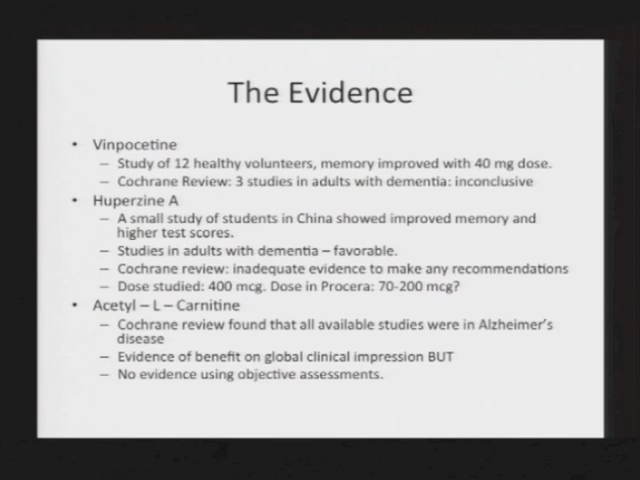 The Evidence
• Vinpocetine
– Study of 12 healthy volunteers, memory improved with 40 mg dose.
– Cochrane Review: 3 studies in adults with dementia: inconclusive
• Huperzine A
– A small study of students in China showed improved memory and
higher test scores.
– Studies in adults with dementia – favorable.
– Cochrane review: inadequate evidence to make any recommendations
– Dose studied: 400 mcg. Dose in Procera: 70-200 mcg?
• Acetyl – L – Carnitine
– Cochrane review found that all available studies were in Alzheimer's
disease
– Evidence of benefit on global clinical impression BUT
– No evidence using objective assessments.